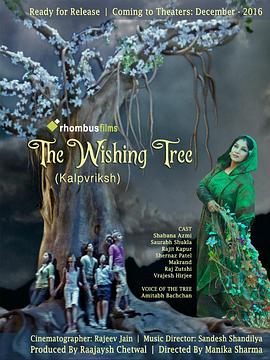 Ready for Release | Coming to Theaters: December - 2016
rhombusfilms
The Wishing Tree
(Kalpvriksh)
CAST
Shabana Azmi
Saurabh Shukla
Rajit Kapur
Shernaz Patel
Makrand
Raj Zutshi
Vrajesh Hirjee
VOICE OF THE TREE
Amitabh Bachchan
Cinematographer: Rajeev Jain | Music Director: Sandesh Shandilya
Produced By Raajaysh Chetwal | Directed By Manika Sharma